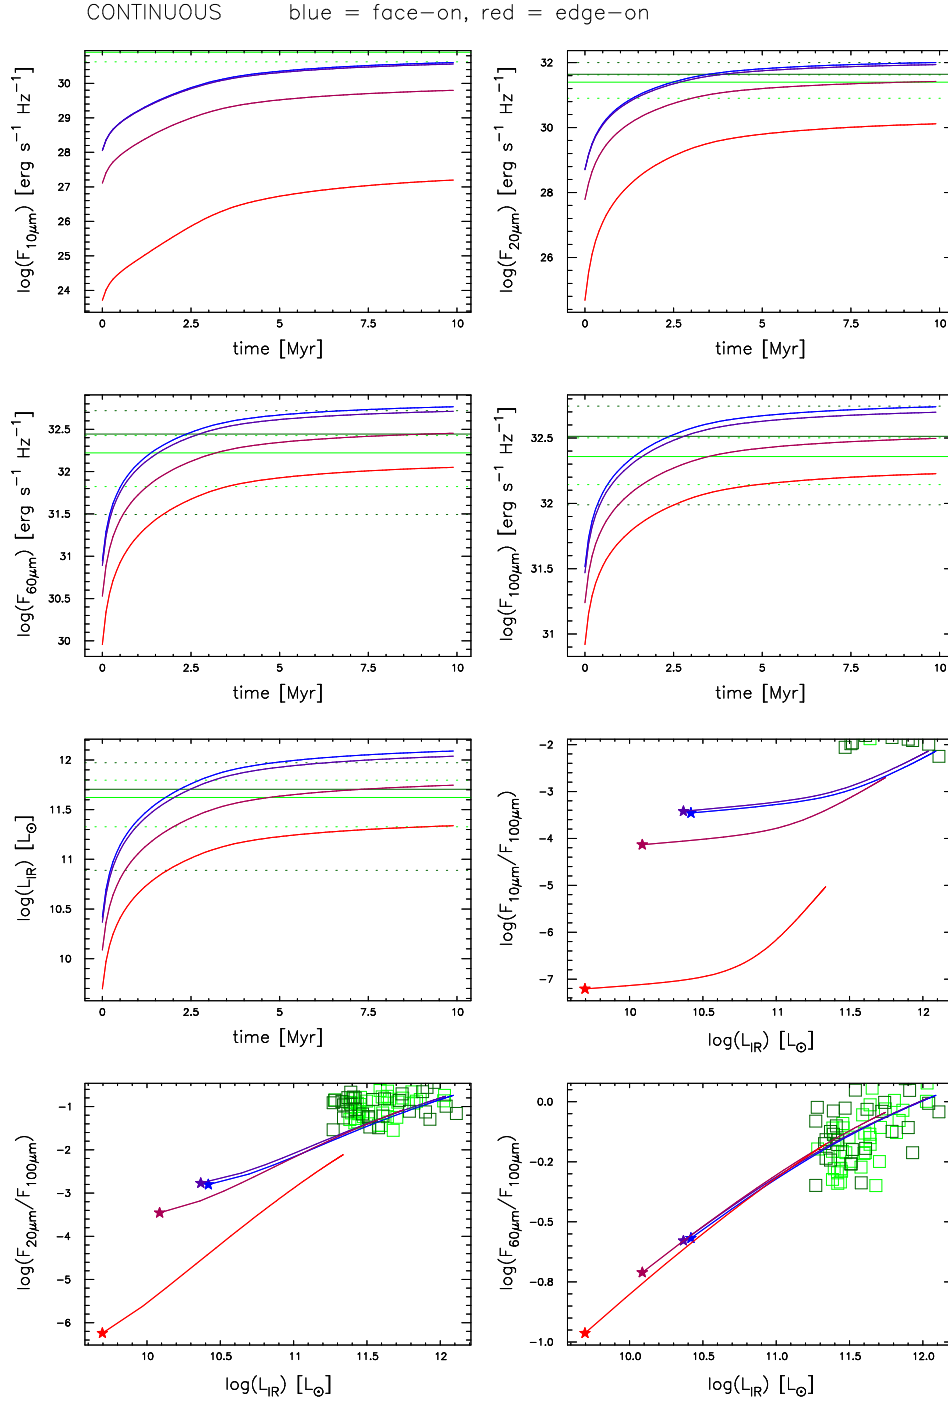 CONTINUOUS blue = face-on, red = edge-on
log(F10μm) [erg s−1 Hz−1]
30
29
28
27
26
25
24
0 2.5 5 7.5 10
time [Myr]
log(F20μm) [erg s−1 Hz−1]
32
30
28
26
0 2.5 5 7.5 10
time [Myr]
log(F60μm) [erg s−1 Hz−1]
32.5
32
31.5
31
30.5
30
0 2.5 5 7.5 10
time [Myr]
log(F100μm) [erg s−1 Hz−1]
32.5
32
31.5
31
0 2.5 5 7.5 10
time [Myr]
log(LIR) [L⊙]
12
11.5
11
10.5
10
0 2.5 5 7.5 10
time [Myr]
log(F10μm/F100μm)
−2
−3
−4
−5
−6
−7
10 10.5 11 11.5 12
log(LIR) [L⊙]
log(F20μm/F100μm)
−1
−2
−3
−4
−5
−6
10 10.5 11 11.5 12
log(LIR) [L⊙]
log(F60μm/F100μm)
0.0
−0.2
−0.5
−0.8
−1.0
10.0 10.5 11.0 11.5 12.0
log(LIR) [L⊙]